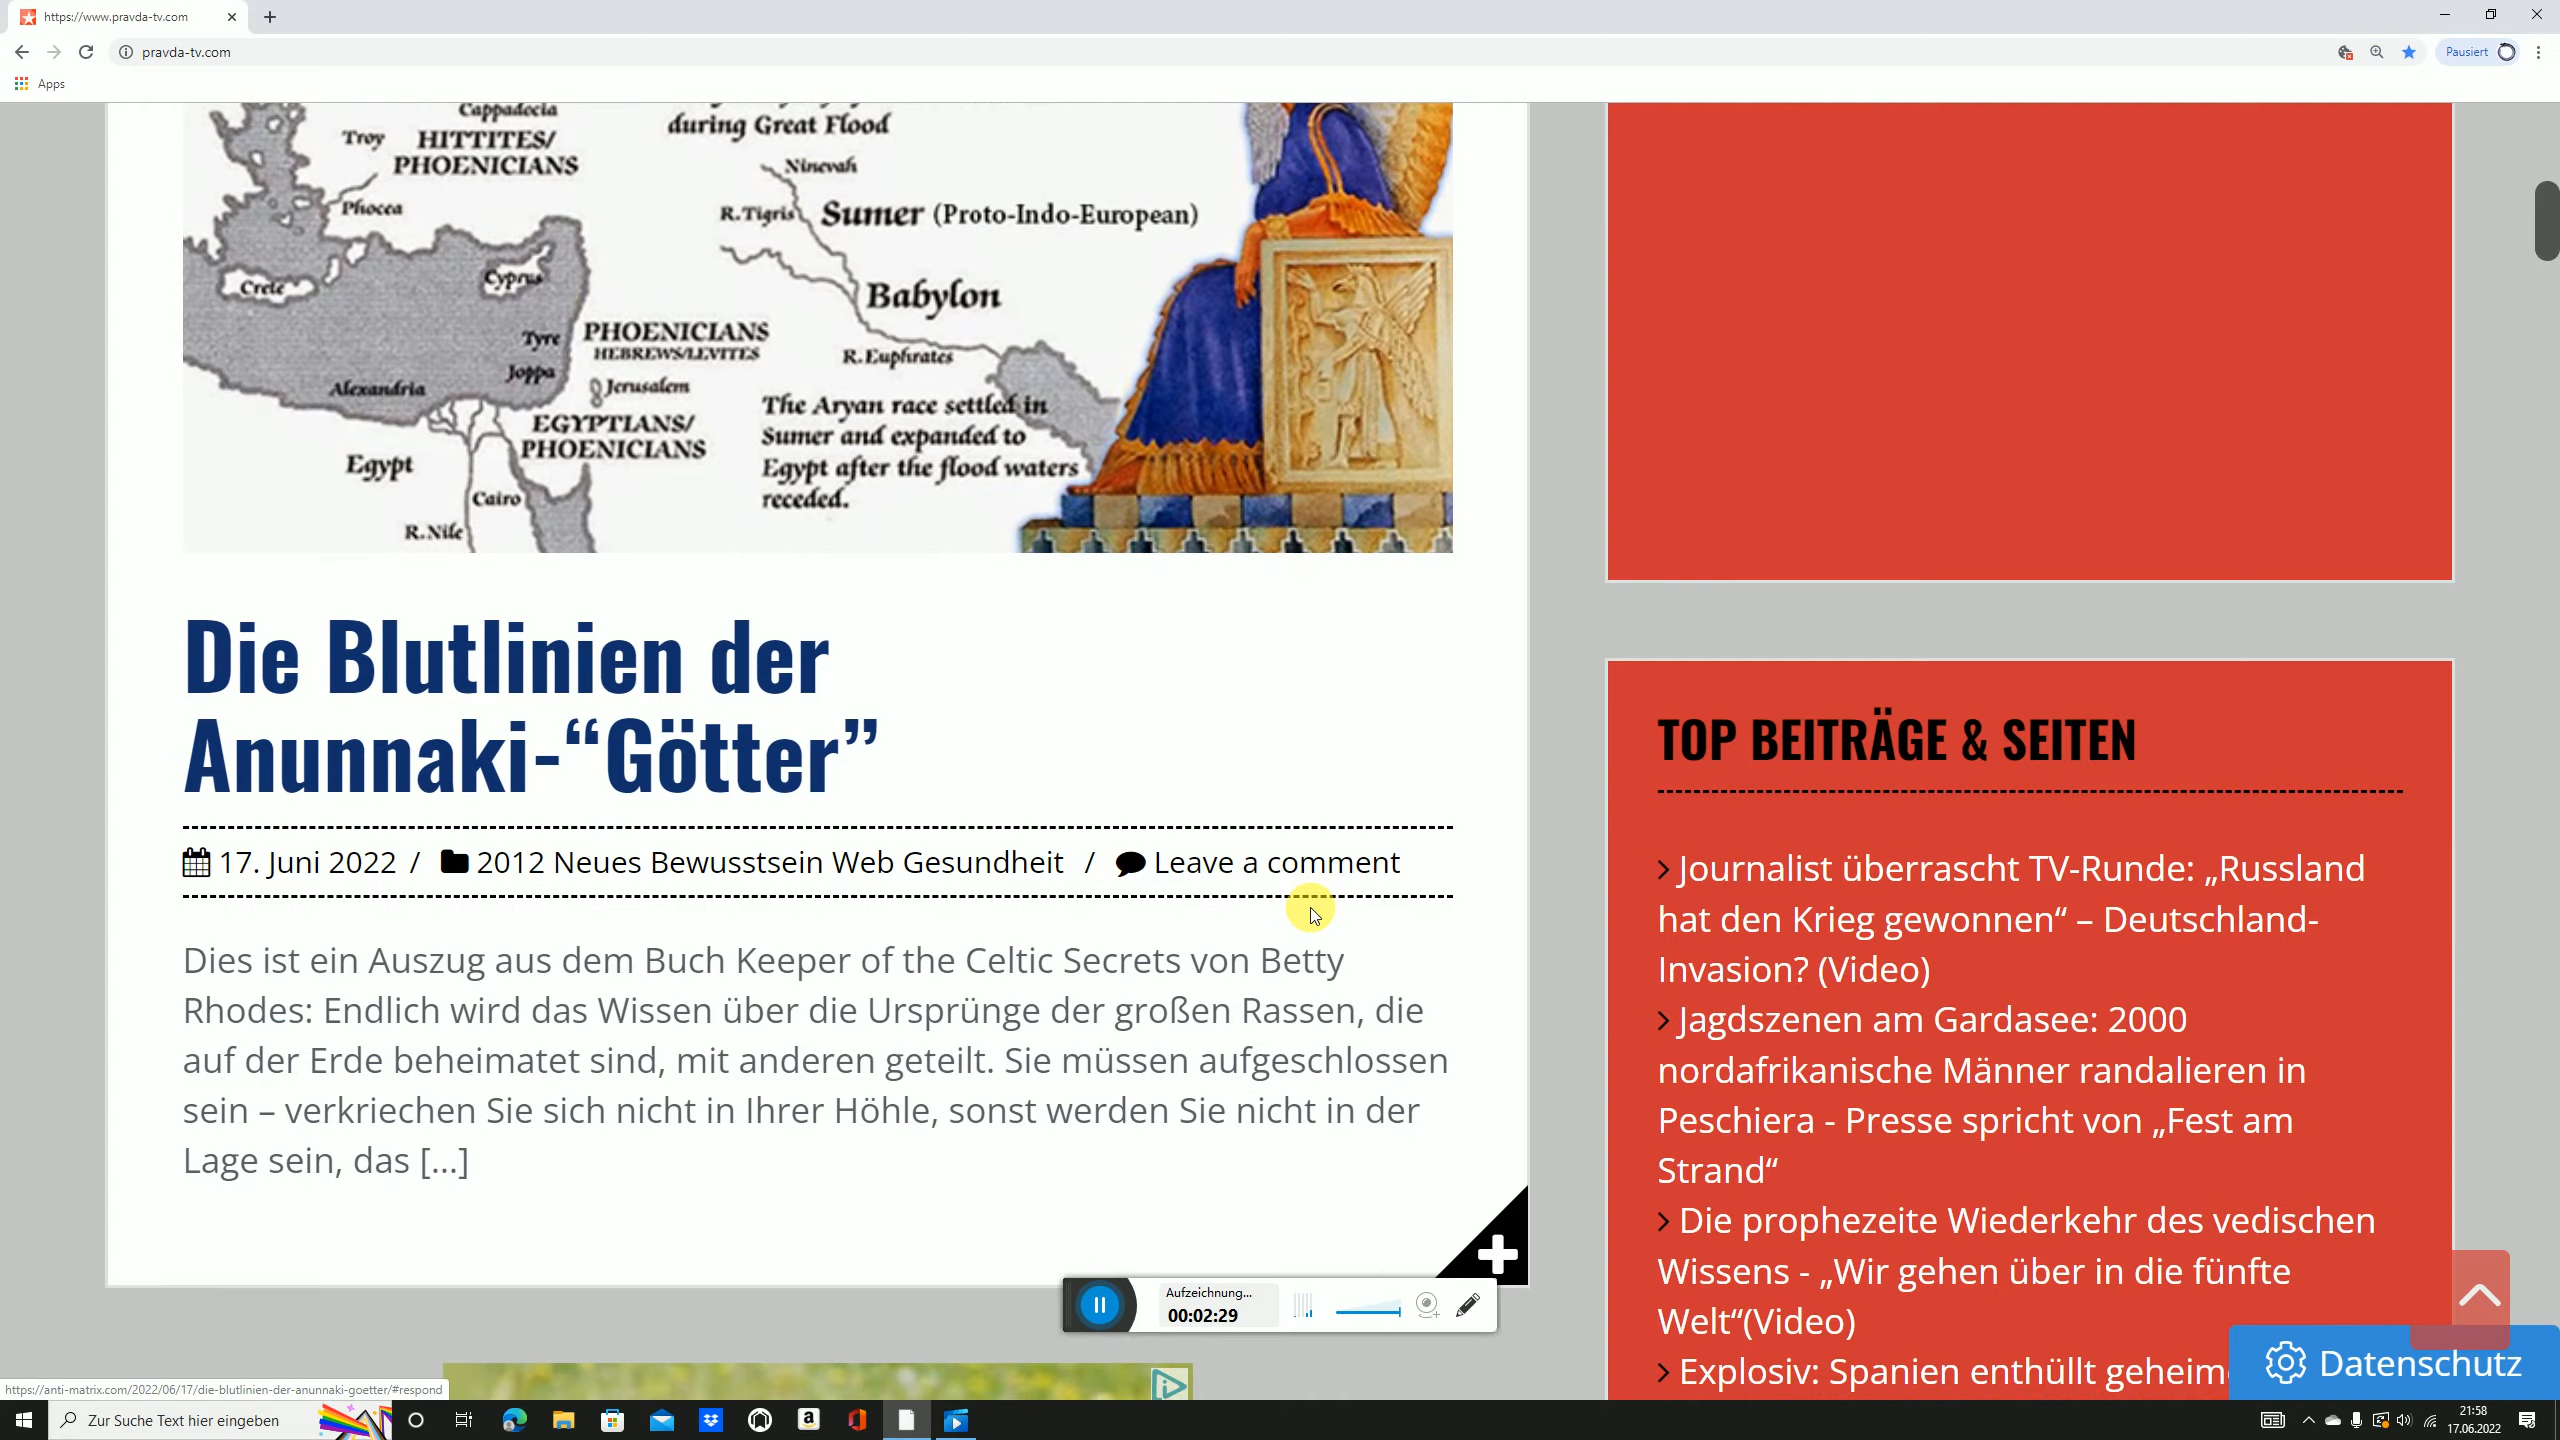 https://www.pravda-tv.com
pravda-tv.com
Pausiert
Apps
Cappadocia
during Great Flood
Troy
HITTITES/
PHOENICIANS
Ninevah
Phocea
R.Tigris
Sumer (Proto-Indo-European)
Cyprus
Crete
Babylon
Tyre
PHOENICIANS
HEBREWS/LEVITES
R.Euphrates
Joppa
Jerusalem
Alexandria
The Aryan race settled in
Sumer and expanded to
Egypt after the flood waters
receded.
EGYPTIANS/
PHOENICIANS
Egypt
Cairo
R.Nile
Die Blutlinien der
Anunnaki-“Götter”
17. Juni 2022 / 2012 Neues Bewusstsein Web Gesundheit / Leave a comment
Dies ist ein Auszug aus dem Buch Keeper of the Celtic Secrets von Betty
Rhodes: Endlich wird das Wissen über die Ursprünge der großen Rassen, die
auf der Erde beheimatet sind, mit anderen geteilt. Sie müssen aufgeschlossen
sein – verkriechen Sie sich nicht in Ihrer Höhle, sonst werden Sie nicht in der
Lage sein, das [...]
TOP BEITRÄGE & SEITEN
Journalist überrascht TV-Runde: „Russland
hat den Krieg gewonnen“ – Deutschland-
Invasion? (Video)
Jagdszenen am Gardasee: 2000
nordafrikanische Männer randalieren in
Peschiera - Presse spricht von „Fest am
Strand“
Die prophezeite Wiederkehr des vedischen
Wissens - „Wir gehen über in die fünfte
Welt“(Video)
Explosiv: Spanien enthüllt
Datenschutz
Aufzeichnung...
00:02:29
https://anti-matrix.com/2022/06/17/die-blutlinien-der-anunnaki-goetter/#respond
Zur Suche Text hier eingeben
21:58
17.06.2022